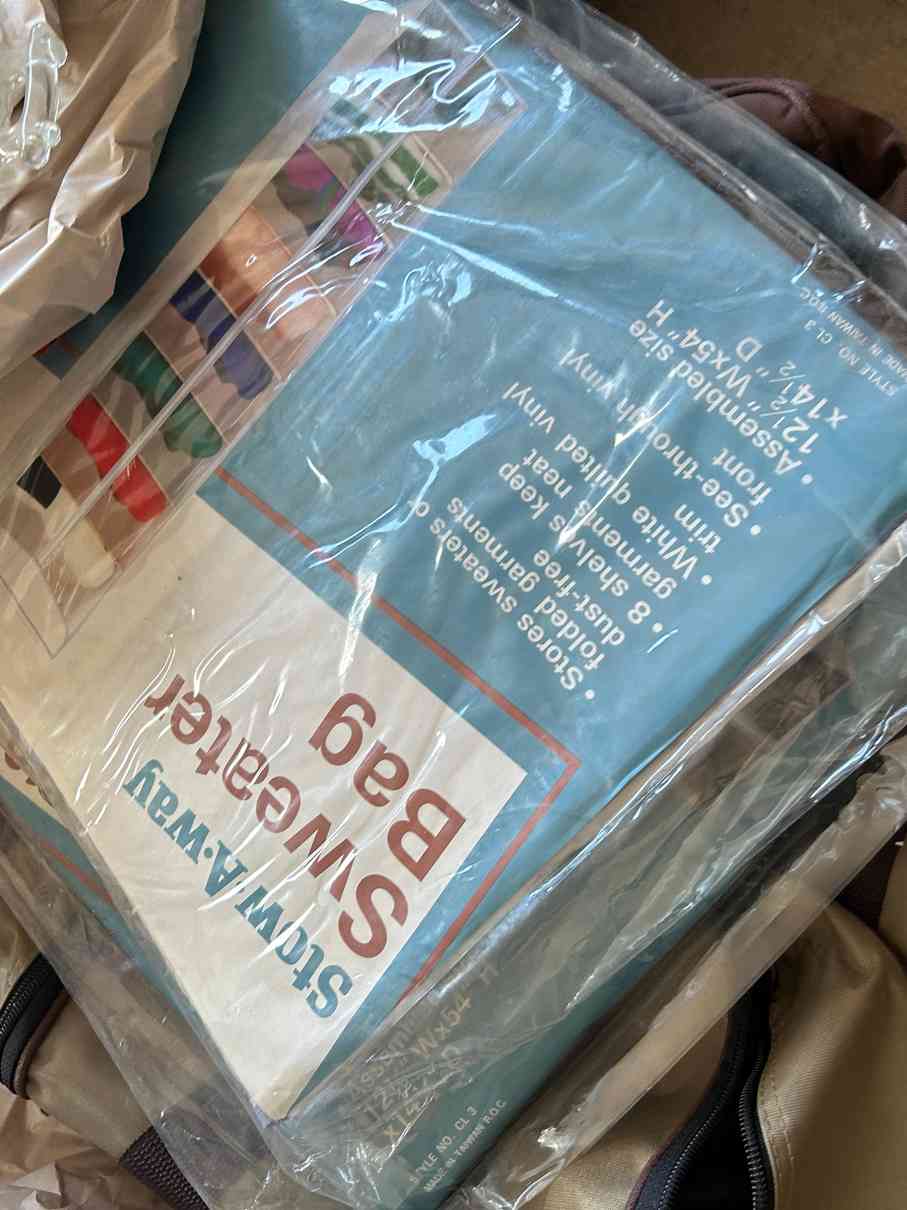 Stow·A·way
Sweater
Bag
• Stores sweaters &
folded garments
dust-free
• 8 shelves keep
garments neat
• White quilted vinyl
trim
• See-through vinyl
front
• Assembled size
12½" Wx54" H
x14½" D
STYLE NO. CL 3
MADE IN TAIWAN R.O.C
STYLE NO. CL 3
MADE IN TAIWAN R.O.C